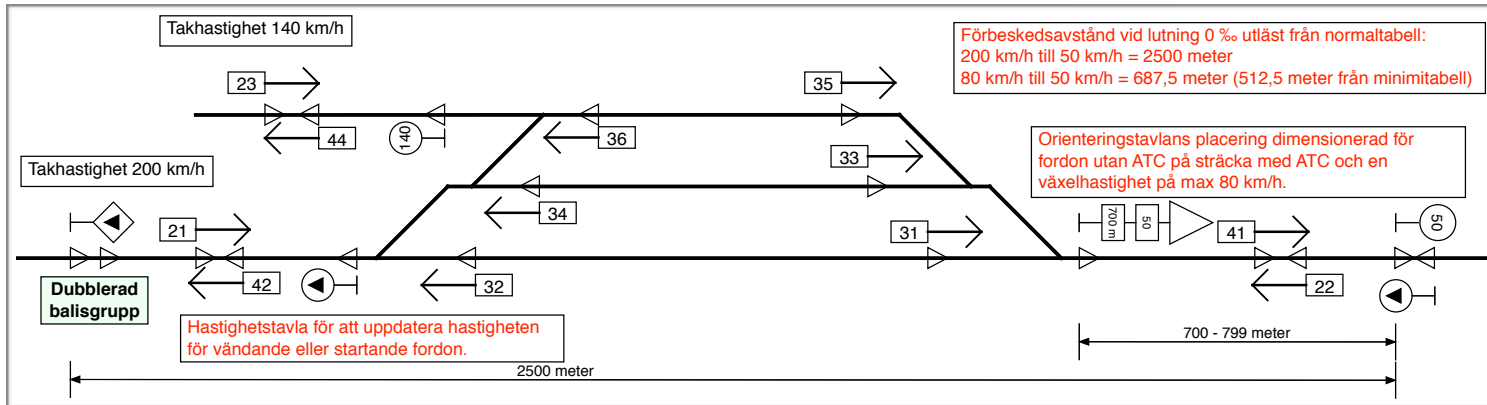 Takhastighet 140 km/h
Förbeskedsavstånd vid lutning 0 ‰ utläst från normaltabell:
200 km/h till 50 km/h = 2500 meter
80 km/h till 50 km/h = 687,5 meter (512,5 meter från minimitabell)
23
35
44
140
36
33
Orienteringstavlans placering dimensionerad för
fordon utan ATC på sträcka med ATC och en
växelhastighet på max 80 km/h.
Takhastighet 200 km/h
34
21
31
700 m
50
41
50
42
32
22
Dubblerad
balisgrupp
Hastighetstavla för att uppdatera hastigheten
för vändande eller startande fordon.
700 - 799 meter
2500 meter